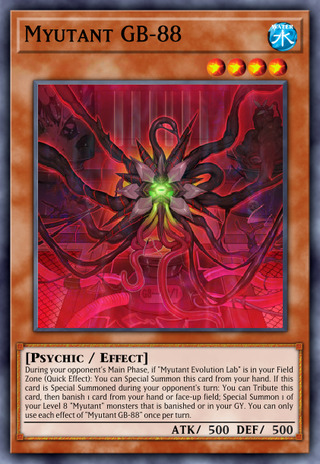 Myutant GB-88
WATER
水
[Psychic / Effect]
During your opponent's Main Phase, if "Myutant Evolution Lab" is in your Field
Zone (Quick Effect): You can Special Summon this card from your hand. If this
card is Special Summoned during your opponent's turn: You can Tribute this
card, then banish 1 card from your hand or face-up field; Special Summon 1 of
your Level 8 "Myutant" monsters that is banished or in your GY. You can only
use each effect of "Myutant GB-88" once per turn.
ATK/ 500 DEF/ 500